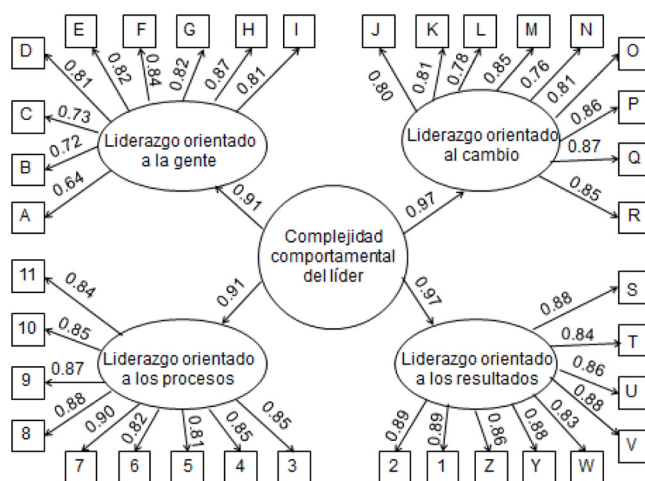 E F G H I
J K L M N
D
O
0.81
0.82
0.84
0.82
0.87
0.81
0.80
0.81
0.78
0.85
0.76
0.81
C
0.73
P
0.86
Liderazgo orientado
a la gente
Liderazgo orientado
al cambio
B
0.72
Q
0.87
A
0.64
R
0.85
0.91
0.97
Complejidad
comportamental
del líder
0.91
0.97
11
0.84
S
0.88
10
0.85
T
0.84
Liderazgo orientado
a los procesos
Liderazgo orientado
a los resultados
9
0.87
U
0.86
8
0.88
V
0.88
0.90
0.82
0.81
0.85
0.85
0.89
0.89
0.86
0.88
0.83
7 6 5 4 3
2 1 Z Y W